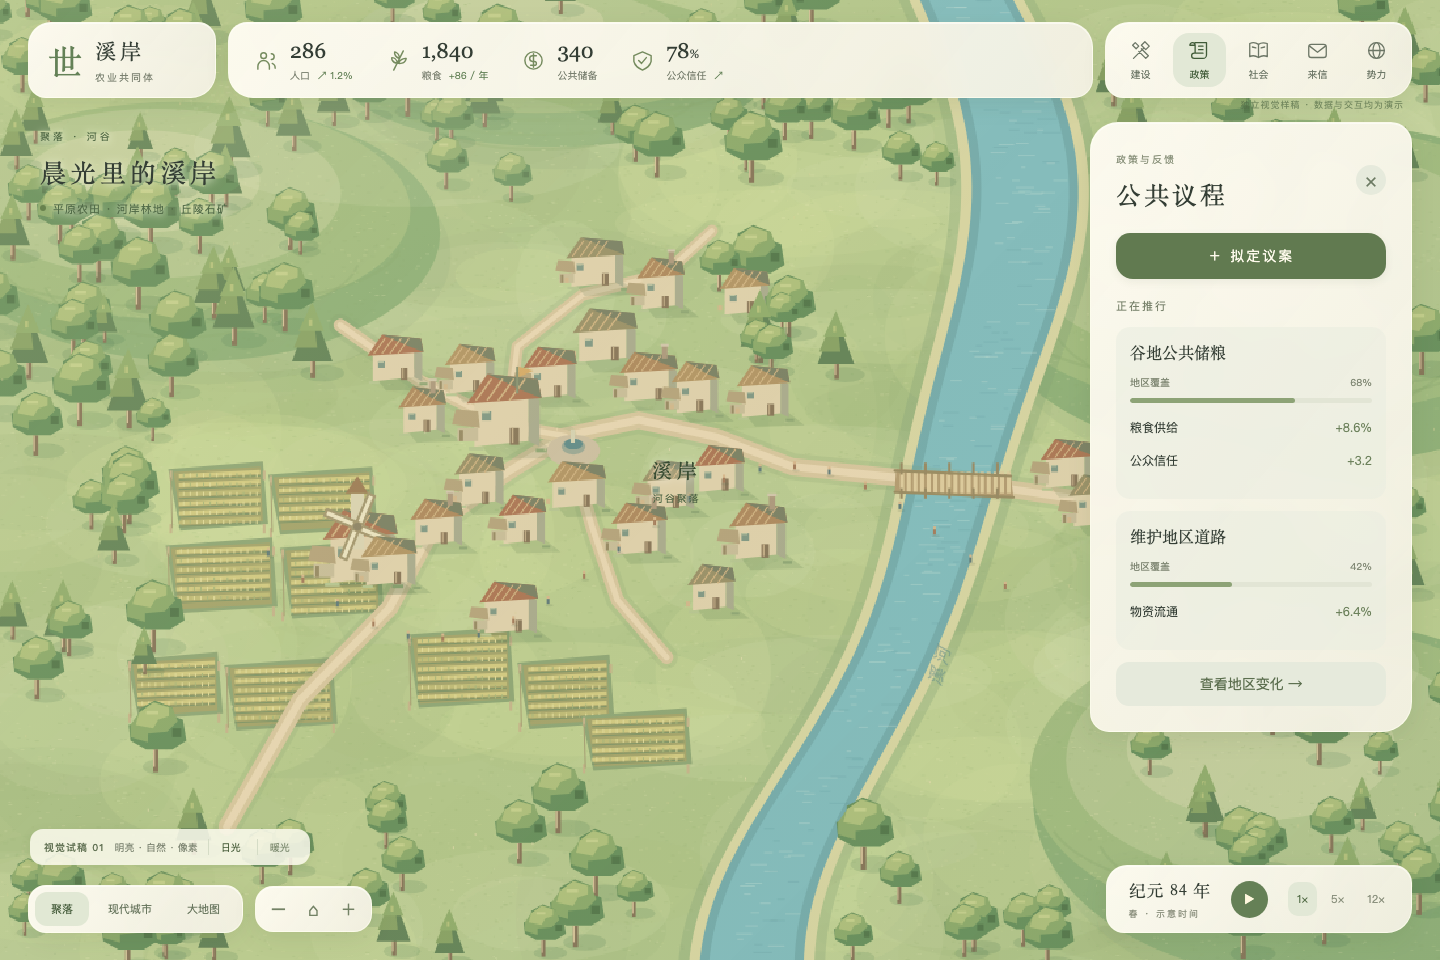 世
溪岸
农业共同体
286
人口 ↗ 1.2%
1,840
粮食 +86 / 年
340
公共储备
78%
公众信任 ↗
建设
政策
社会
来信
势力
立视觉样稿 · 数据与交互均为演示
聚落 · 河谷
晨光里的溪岸
平原农田 · 河岸林地 · 丘陵石矿
政策与反馈
公共议程
×
+ 拟定议案
正在推行
谷地公共储粮
地区覆盖 68%
粮食供给 +8.6%
公众信任 +3.2
维护地区道路
地区覆盖 42%
物资流通 +6.4%
查看地区变化 →
溪岸
河谷聚落
溪河
视觉试稿 01 明亮 · 自然 · 像素 日光 暖光
聚落 现代城市 大地图
− +
纪元 84 年
春 · 示意时间
1× 5× 12×